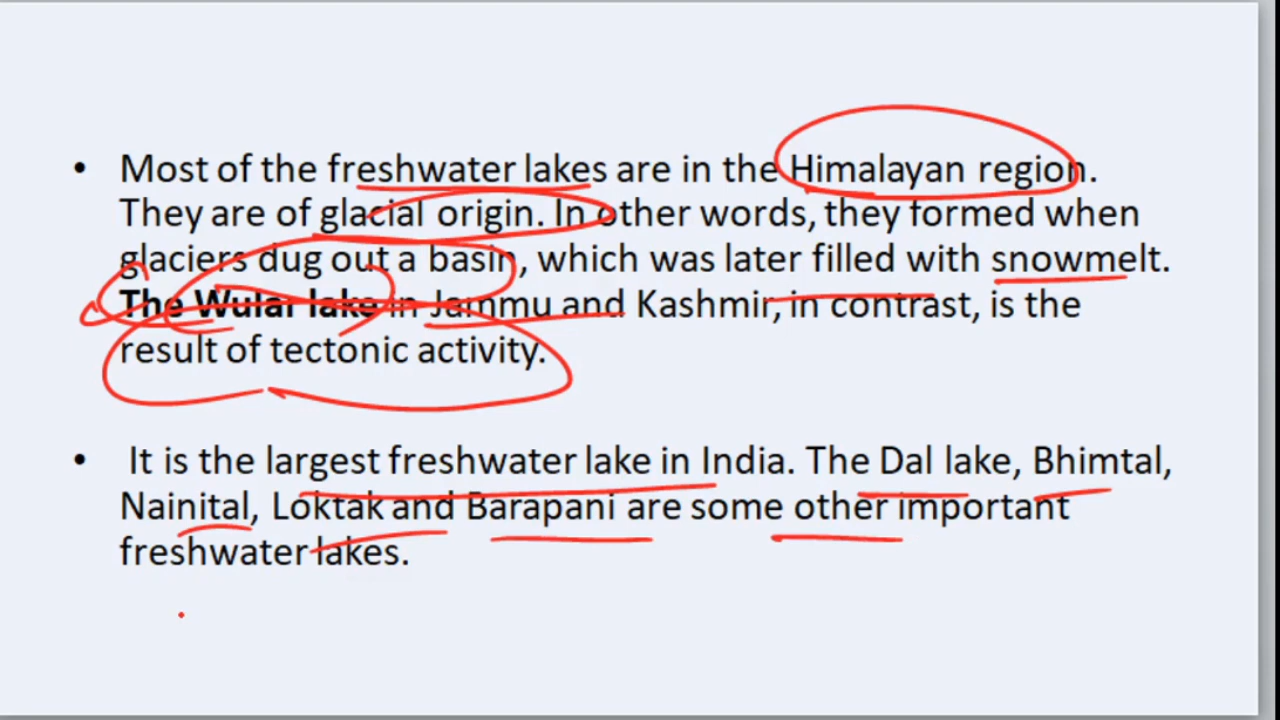 • Most of the freshwater lakes are in the Himalayan region.
They are of glacial origin. In other words, they formed when
glaciers dug out a basin, which was later filled with snowmelt.
The Wular lake in Jammu and Kashmir, in contrast, is the
result of tectonic activity.
• It is the largest freshwater lake in India. The Dal lake, Bhimtal,
Nainital, Loktak and Barapani are some other important
freshwater lakes.